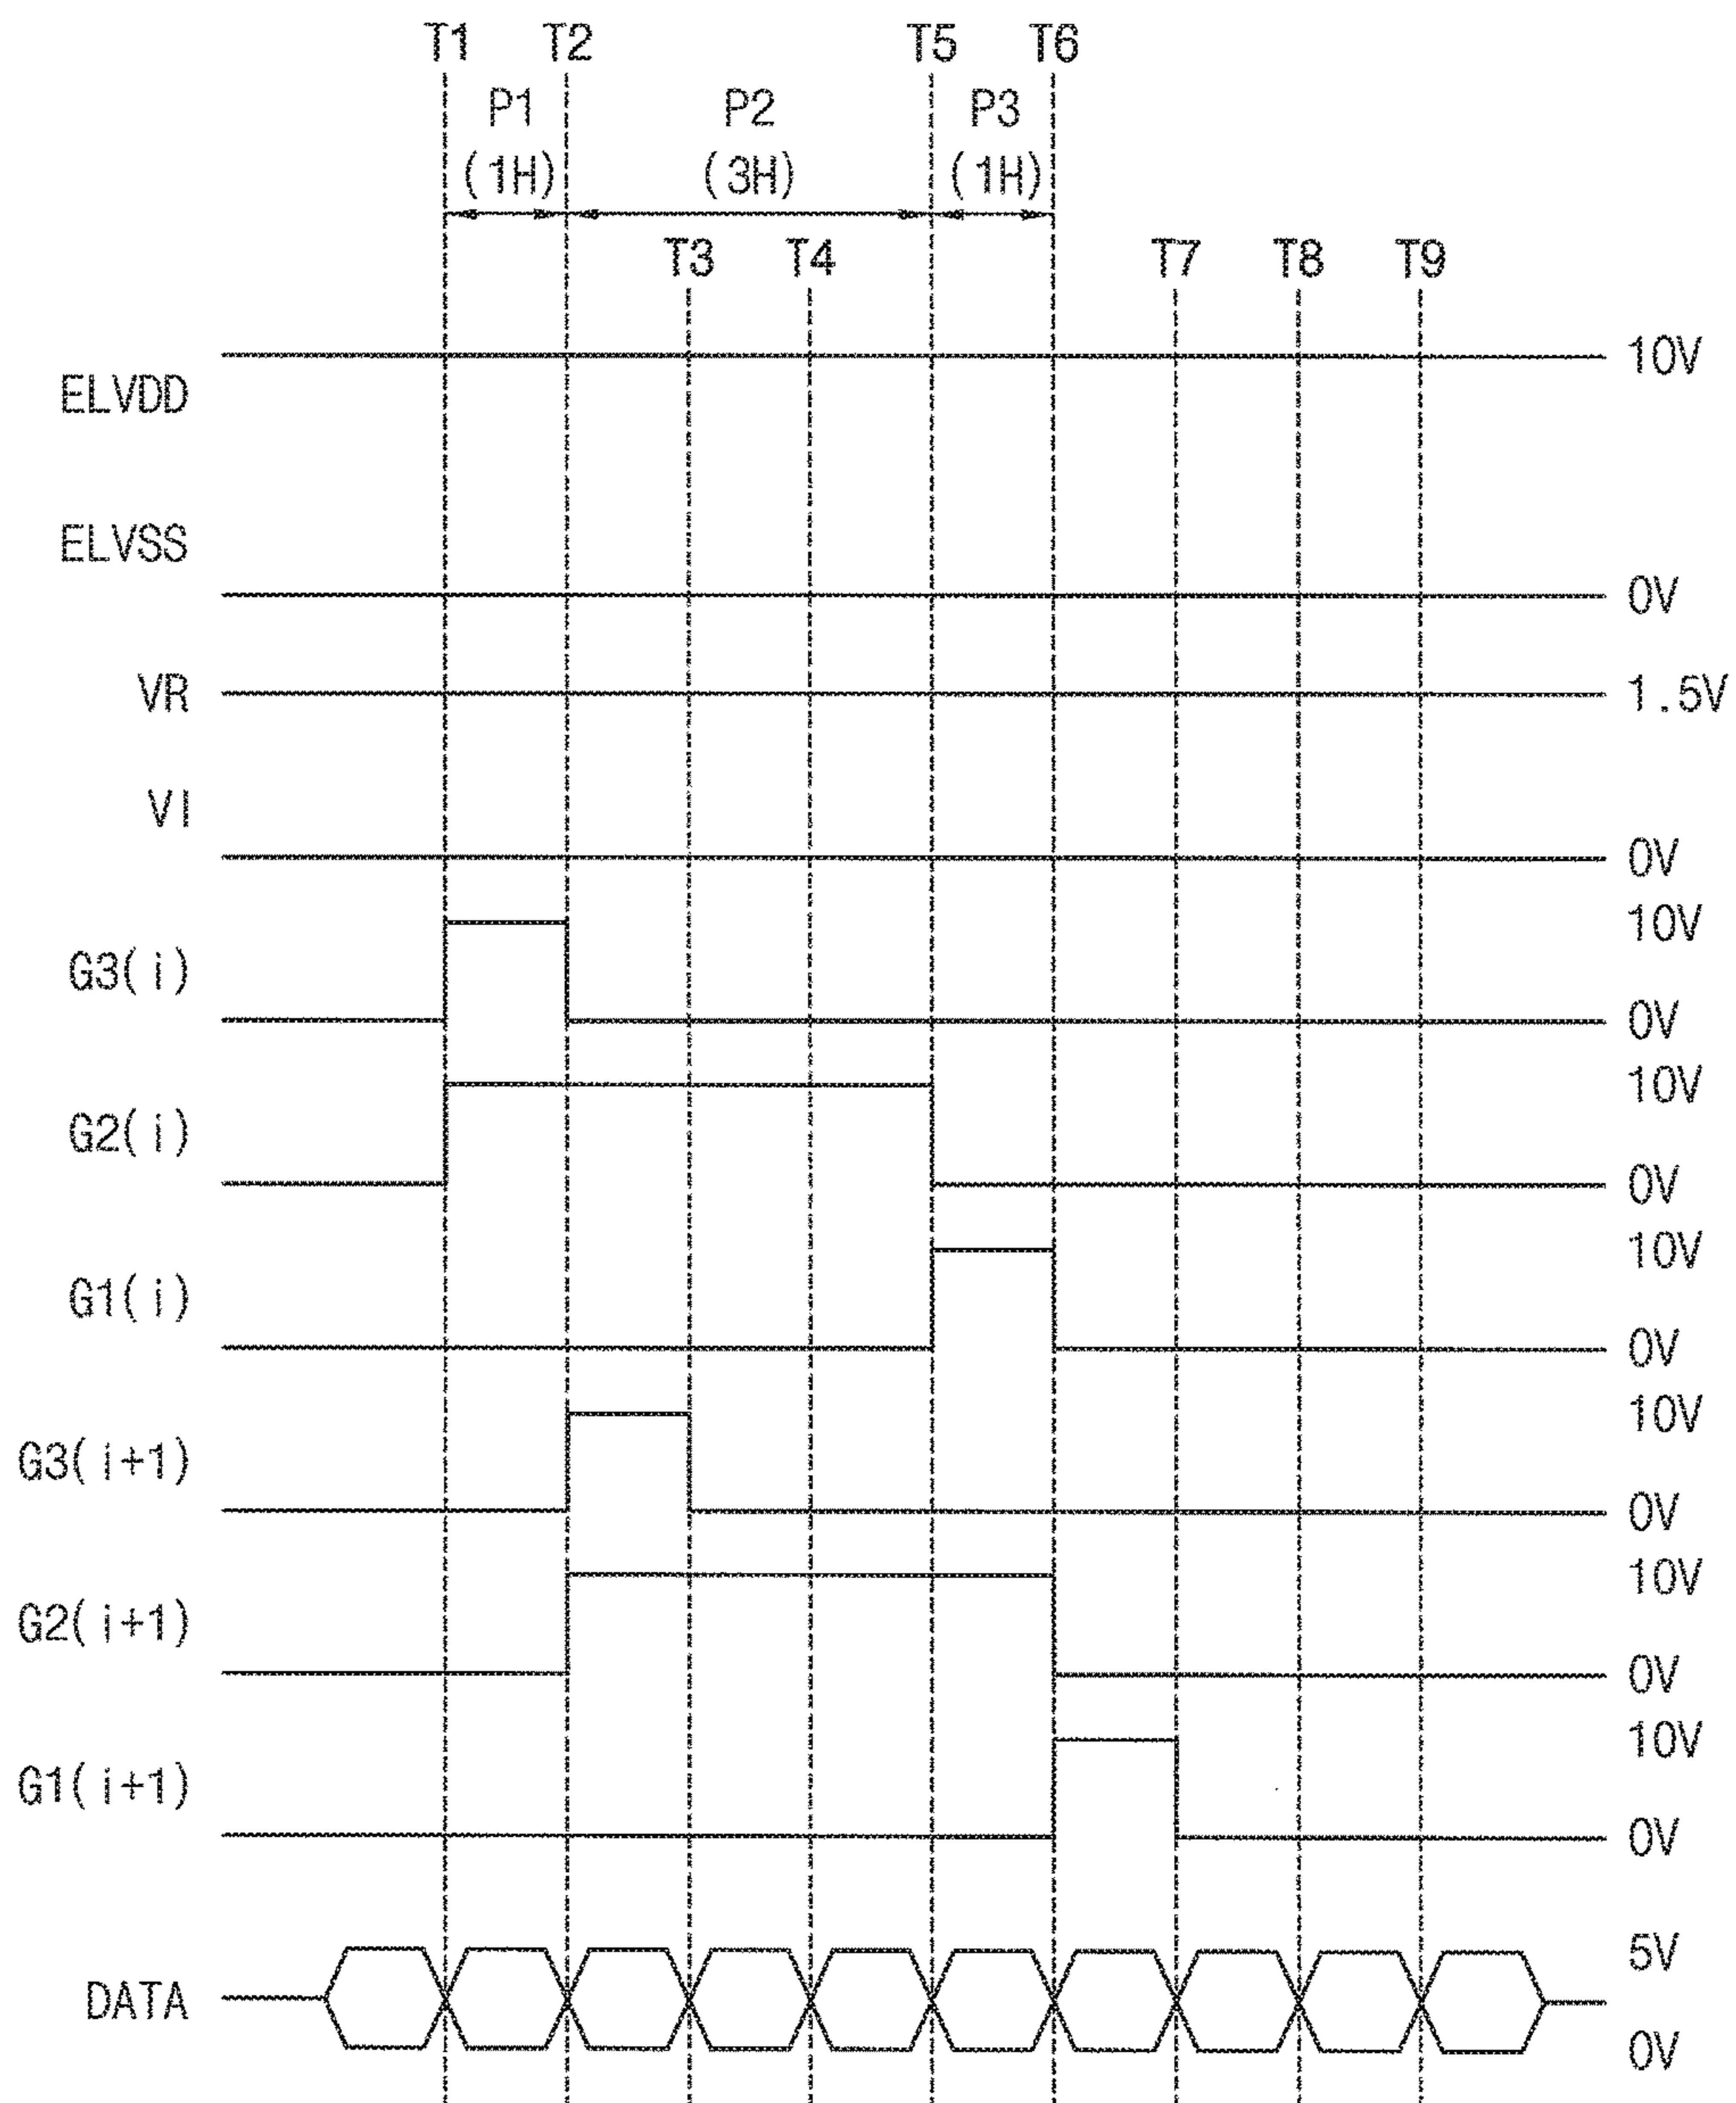 T1 T2 T5 T6
P1 P2 P3
(1H) (3H) (1H)
T3 T4 T7 T8 T9
10V
ELVDD
ELVSS
0V
VR 1.5V
VI
0V
10V
G3(i)
0V
10V
G2(i)
0V
10V
G1(i)
0V
10V
G3(i+1)
0V
10V
G2(i+1)
0V
10V
G1(i+1)
0V
5V
DATA
0V